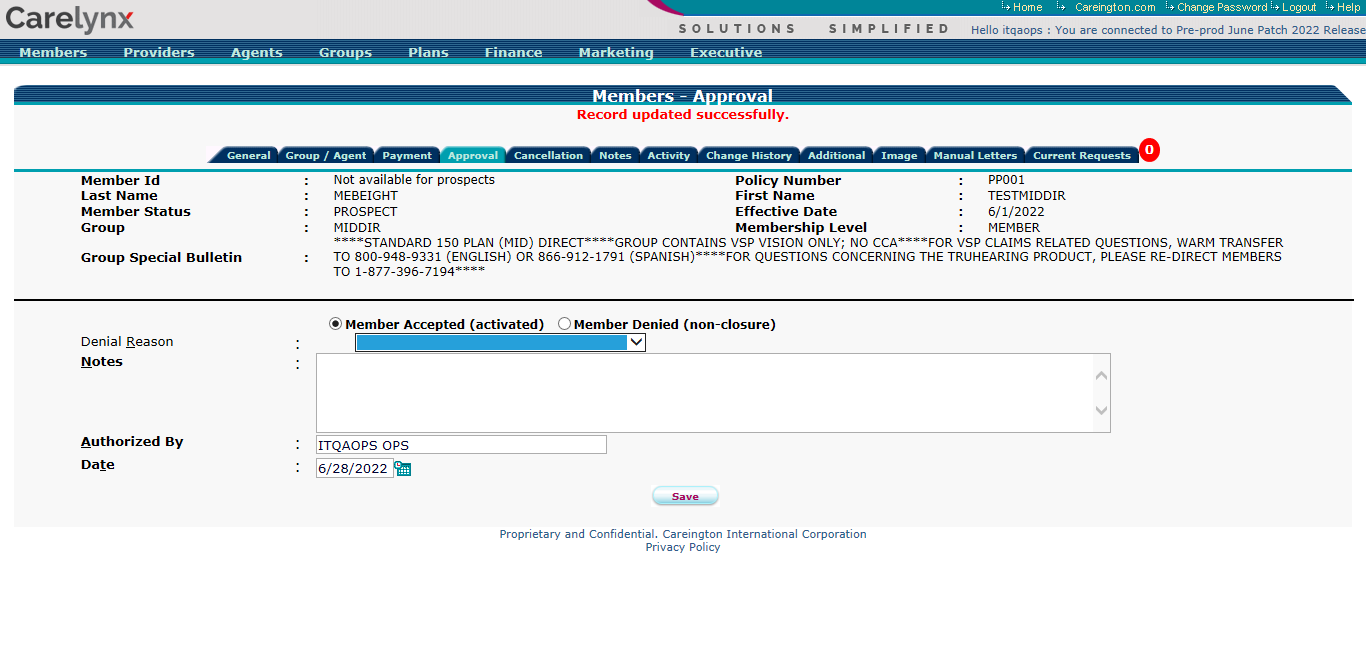 Carelynx
Home Careington.com Change Password Logout Help
SOLUTIONS SIMPLIFIED
Hello itqaops : You are connected to Pre-prod June Patch 2022 Release
Members Providers Agents Groups Plans Finance Marketing Executive
Members - Approval
Record updated successfully.
General Group / Agent Payment Approval Cancellation Notes Activity Change History Additional Image Manual Letters Current Requests 0
Member Id : Not available for prospects Policy Number : PP001
Last Name : MEBEIGHT First Name : TESTMIDDIR
Member Status : PROSPECT Effective Date : 6/1/2022
Group : MIDDIR Membership Level : MEMBER
Group Special Bulletin : ****STANDARD 150 PLAN (MID) DIRECT****GROUP CONTAINS VSP VISION ONLY; NO CCA****FOR VSP CLAIMS RELATED QUESTIONS, WARM TRANSFER
TO 800-948-9331 (ENGLISH) OR 866-912-1791 (SPANISH)****FOR QUESTIONS CONCERNING THE TRUHEARING PRODUCT, PLEASE RE-DIRECT MEMBERS
TO 1-877-396-7194****
Member Accepted (activated) Member Denied (non-closure)
Denial Reason :
Notes :
Authorized By : ITQAOPS OPS
Date : 6/28/2022
Save
Proprietary and Confidential. Careington International Corporation
Privacy Policy